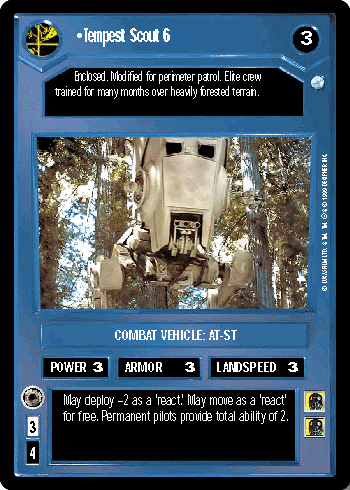 •Tempest Scout 6
3
Enclosed. Modified for perimeter patrol. Elite crew
trained for many months over heavily forested terrain.
COMBAT VEHICLE: AT-ST
POWER 3
ARMOR 3
LANDSPEED 3
May deploy -2 as a 'react.' May move as a 'react'
for free. Permanent pilots provide total ability of 2.
3
4